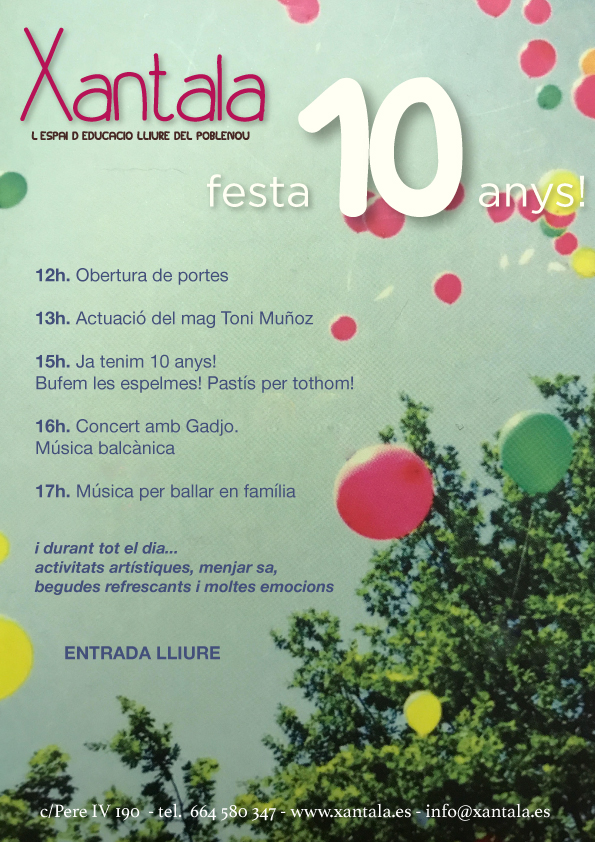 Xantala
L ESPAI D EDUCACIO LLIURE DEL POBLENOU
festa 10 anys!
12h. Obertura de portes
13h. Actuació del mag Toni Muñoz
15h. Ja tenim 10 anys!
Bufem les espelmes! Pastís per tothom!
16h. Concert amb Gadjo.
Música balcànica
17h. Música per ballar en família
i durant tot el dia...
activitats artístiques, menjar sa,
begudes refrescants i moltes emocions
ENTRADA LLIURE
c/Pere IV 190 - tel. 664 580 347 - www.xantala.es - info@xantala.es